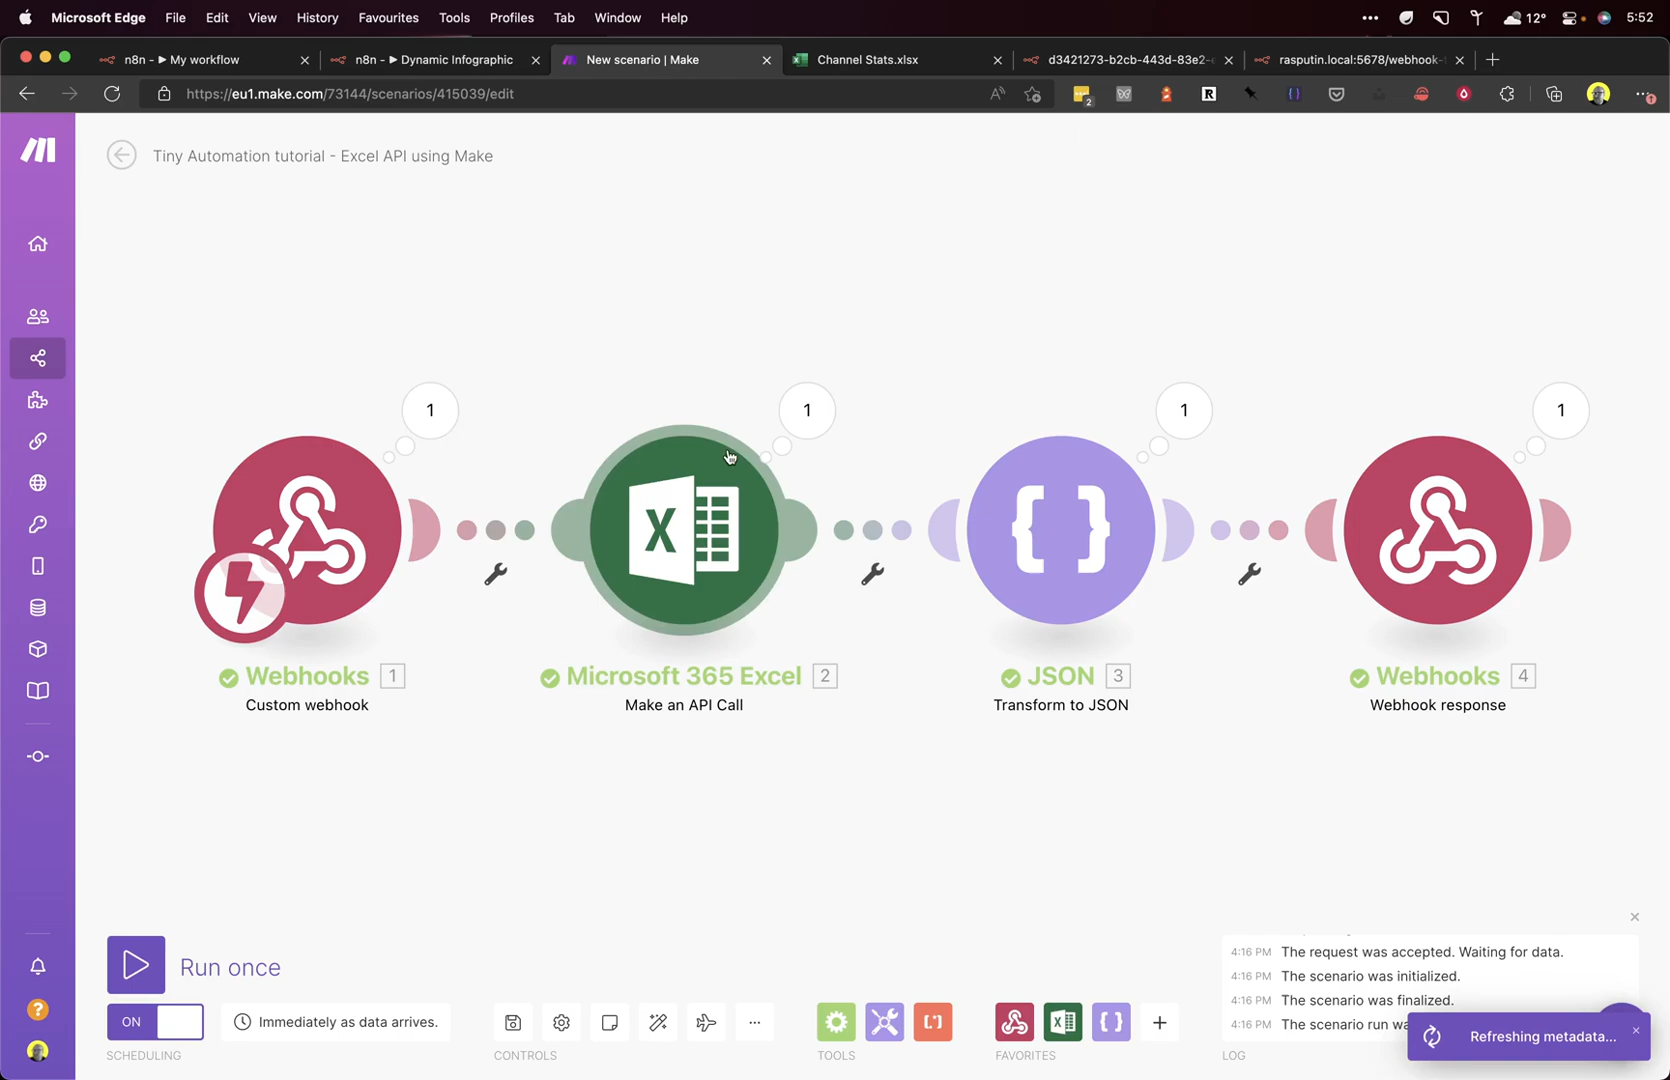 Microsoft Edge File Edit View History Favourites Tools Profiles Tab Window Help 12° 5:52
n8n - ▶ My workflow
n8n - ▶ Dynamic Infographic
New scenario | Make
Channel Stats.xlsx
d3421273-b2cb-443d-83e2-
rasputin.local:5678/webhook-
https://eu1.make.com/73144/scenarios/415039/edit
2
Tiny Automation tutorial - Excel API using Make
1
1
1
1
Webhooks 1
Custom webhook
Microsoft 365 Excel 2
Make an API Call
JSON 3
Transform to JSON
Webhooks 4
Webhook response
Run once
ON
Immediately as data arrives.
SCHEDULING
CONTROLS
TOOLS
FAVORITES
LOG
4:16 PM The request was accepted. Waiting for data.
4:16 PM The scenario was initialized.
4:16 PM The scenario was finalized.
4:16 PM The scenario run
Refreshing metadata...